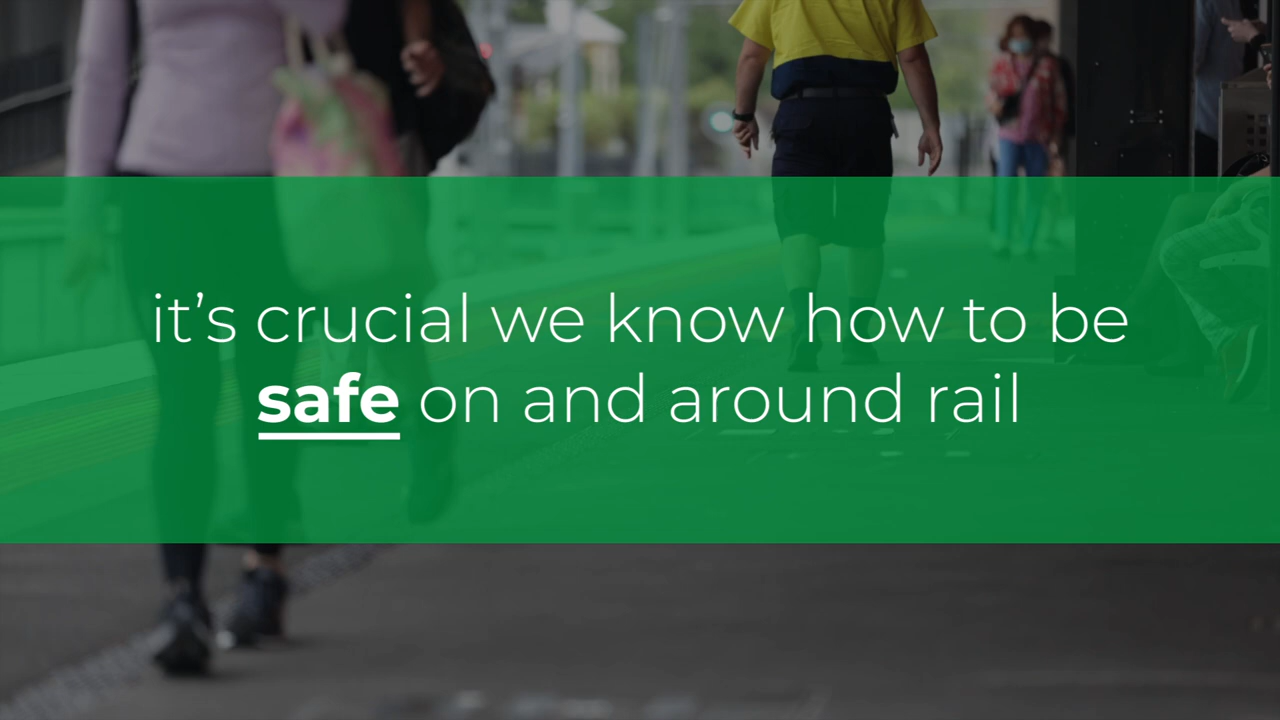 it’s crucial we know how to be
safe on and around rail